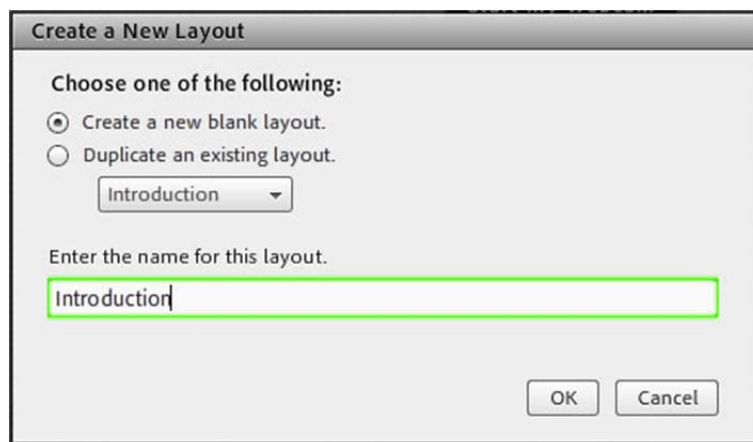 Create a New Layout
Choose one of the following:
Create a new blank layout.
Duplicate an existing layout.
Introduction
Enter the name for this layout.
Introduction
OK Cancel